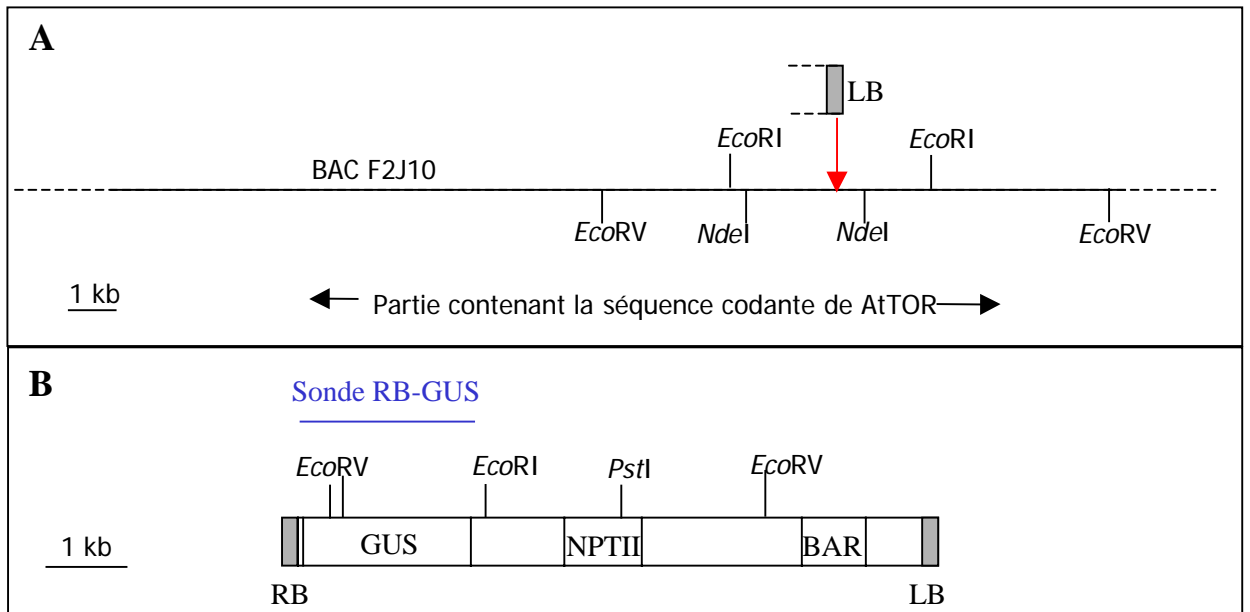 A
LB
EcoRI
EcoRI
BAC F2J10
EcoRV
NdeI
NdeI
EcoRV
1 kb
Partie contenant la séquence codante de AtTOR
B
Sonde RB-GUS
EcoRV
EcoRI
PstI
EcoRV
GUS
NPTII
BAR
1 kb
RB
LB